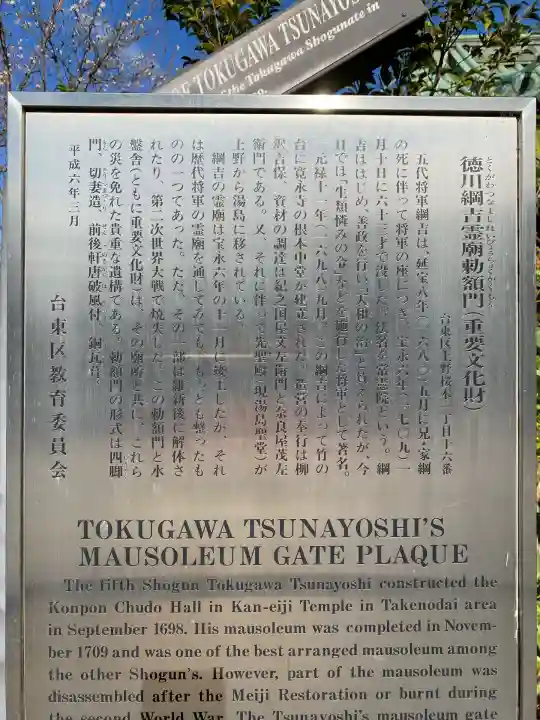 OF TOKUGAWA TSUNAYOS
of the Tokugawa Shogunate in
徳川綱吉霊廟勅額門(重要文化財)
台東区上野桜木一丁目十六番
五代将軍綱吉は、延宝八年(一六八〇)五月に兄・家綱
の死に伴って将軍の座につき、宝永六年(一七〇九)一
月十日に六十三才で没した。法名を常憲院という。綱
吉ははじめ、善政を行い、「天和の治」と称えられたが、今
日では「生類憐みの令」などを施行した将軍として著名。
元禄十一年(一六九八)九月、この綱吉によって竹の
台に寛永寺の根本中堂が建立された。造営の奉行は柳
沢吉保、資材の調達は紀之国屋文左衛門と奈良屋茂左
衛門である。又、それに伴って先聖殿(現湯島聖堂)が
上野から湯島に移されている。
綱吉の霊廟は宝永六年の十一月に竣工したが、それ
は歴代将軍の霊廟を通してみても、もっとも整ったも
のの一つであった。ただ、その一部は維新後に解体さ
れたり、第二次世界大戦で焼失した。この勅額門と水
盤舎(ともに重要文化財)は、その廟所と共に、これら
の災を免れた貴重な遺構である。勅額門の形式は四脚
門、切妻造、前後軒唐破風付、銅瓦葺。
平成六年三月
台東区教育委員会
TOKUGAWA TSUNAYOSHI'S
MAUSOLEUM GATE PLAQUE
The fifth Shogun Tokugawa Tsunayoshi constructed the
Konpon Chudo Hall in Kan-eiji Temple in Takenodai area
in September 1698. His mausoleum was completed in Novem-
ber 1709 and was one of the best arranged mausoleum among
the other Shogun's. However, part of the mausoleum was
disassembled after the Meiji Restoration or burnt during
the second World War. The Tsunayoshi's mausoleum gate